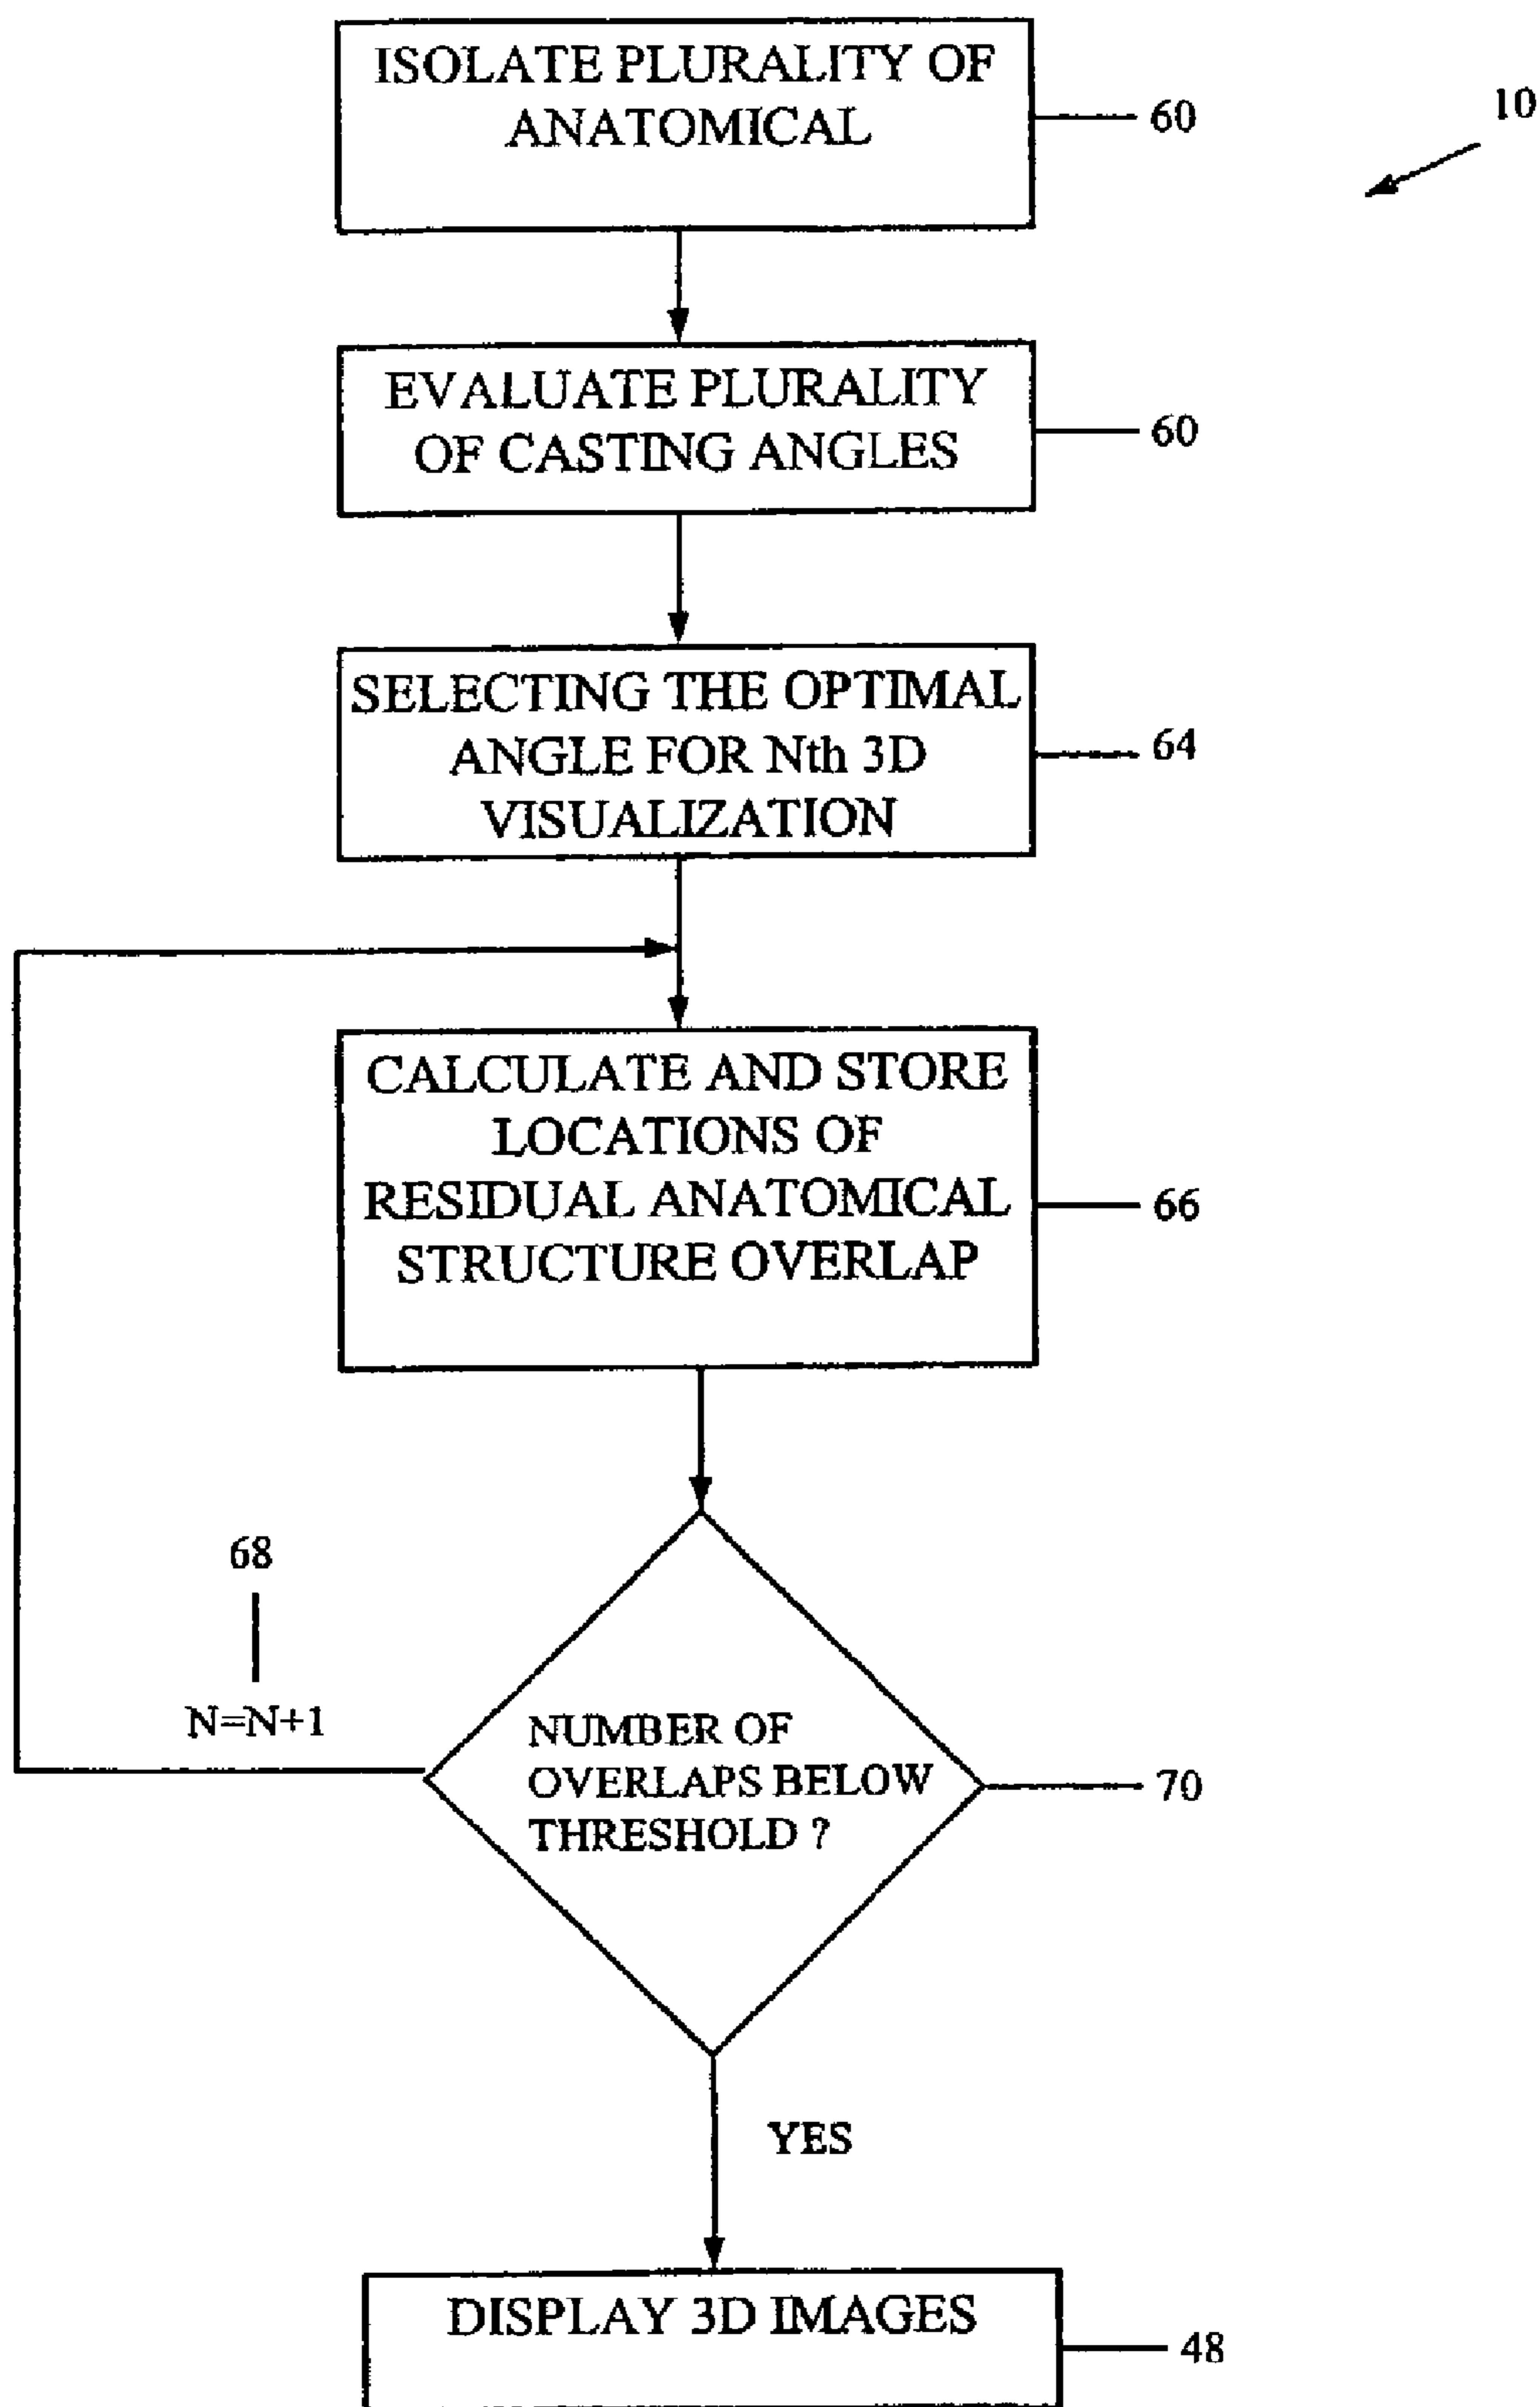 ISOLATE PLURALITY OF
ANATOMICAL
60
10
EVALUATE PLURALITY
OF CASTING ANGLES
60
SELECTING THE OPTIMAL
ANGLE FOR Nth 3D
VISUALIZATION
64
CALCULATE AND STORE
LOCATIONS OF
RESIDUAL ANATOMICAL
STRUCTURE OVERLAP
66
68
N=N+1
NUMBER OF
OVERLAPS BELOW
THRESHOLD ?
70
YES
DISPLAY 3D IMAGES
48